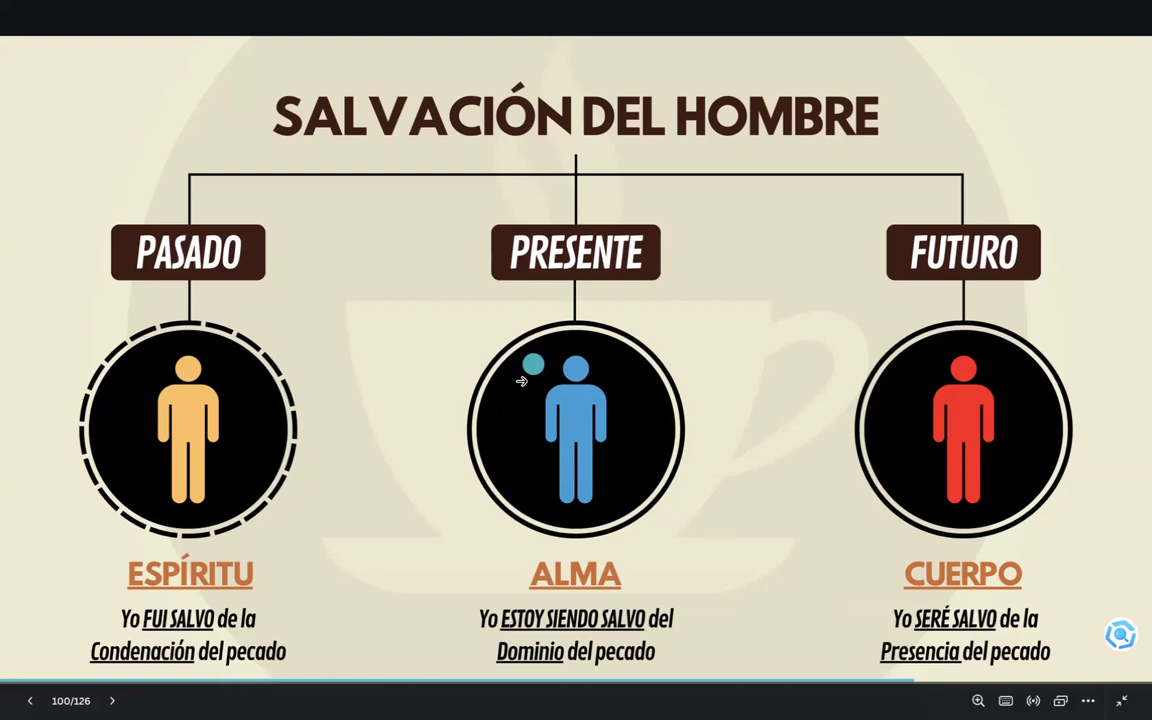 SALVACIÓN DEL HOMBRE
PASADO
PRESENTE
FUTURO
ESPÍRITU
Yo FUI SALVO de la
Condenación del pecado
ALMA
Yo ESTOY SIENDO SALVO del
Dominio del pecado
CUERPO
Yo SERÉ SALVO de la
Presencia del pecado
100/126